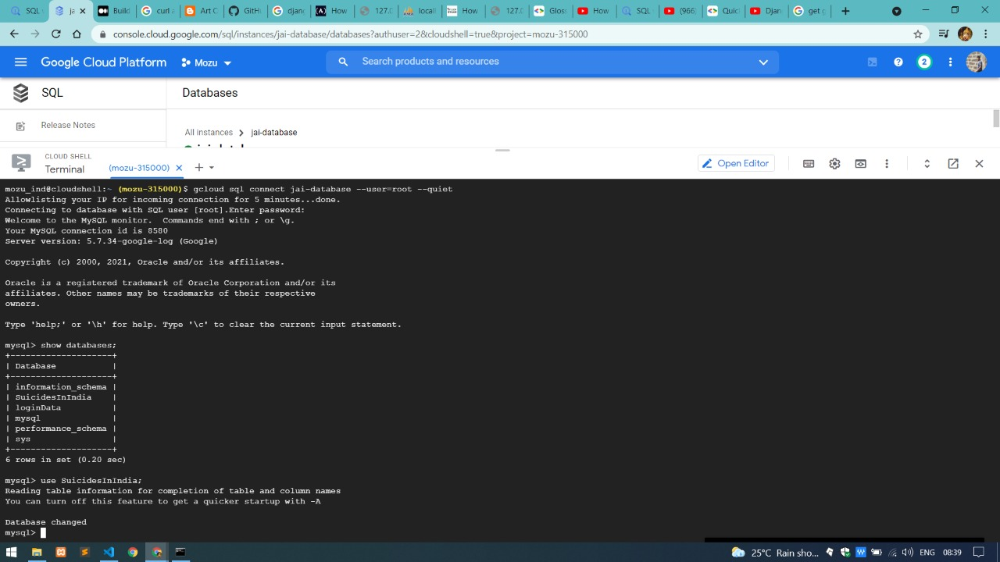 SQL t
j
Build
curl a
Art C
GitH
djang
How
127.0
locall
How
127.0
Glos
How
SQL
(966)
Quic
Djan
get g
console.cloud.google.com/sql/instances/jai-database/databases?authuser=2&cloudshell=true&project=mozu-315000
Google Cloud Platform
Mozu
Search products and resources
2
SQL
Databases
Release Notes
All instances
jai-database
CLOUD SHELL
Terminal
(mozu-315000)
Open Editor
mozu_ind@cloudshell:~ (mozu-315000)$ gcloud sql connect jai-database --user=root --quiet
Allowlisting your IP for incoming connection for 5 minutes...done.
Connecting to database with SQL user [root].Enter password:
Welcome to the MySQL monitor.  Commands end with ; or \g.
Your MySQL connection id is 8580
Server version: 5.7.34-google-log (Google)
Copyright (c) 2000, 2021, Oracle and/or its affiliates.
Oracle is a registered trademark of Oracle Corporation and/or its
affiliates. Other names may be trademarks of their respective
owners.
Type 'help;' or '\h' for help. Type '\c' to clear the current input statement.
mysql> show databases;
+--------------------+
| Database           |
+--------------------+
| information_schema |
| SuicidesInIndia    |
| loginData          |
| mysql              |
| performance_schema |
| sys                |
+--------------------+
6 rows in set (0.20 sec)
mysql> use SuicidesInIndia;
Reading table information for completion of table and column names
You can turn off this feature to get a quicker startup with -A
Database changed
mysql>
25°C Rain sho...
ENG
08:39